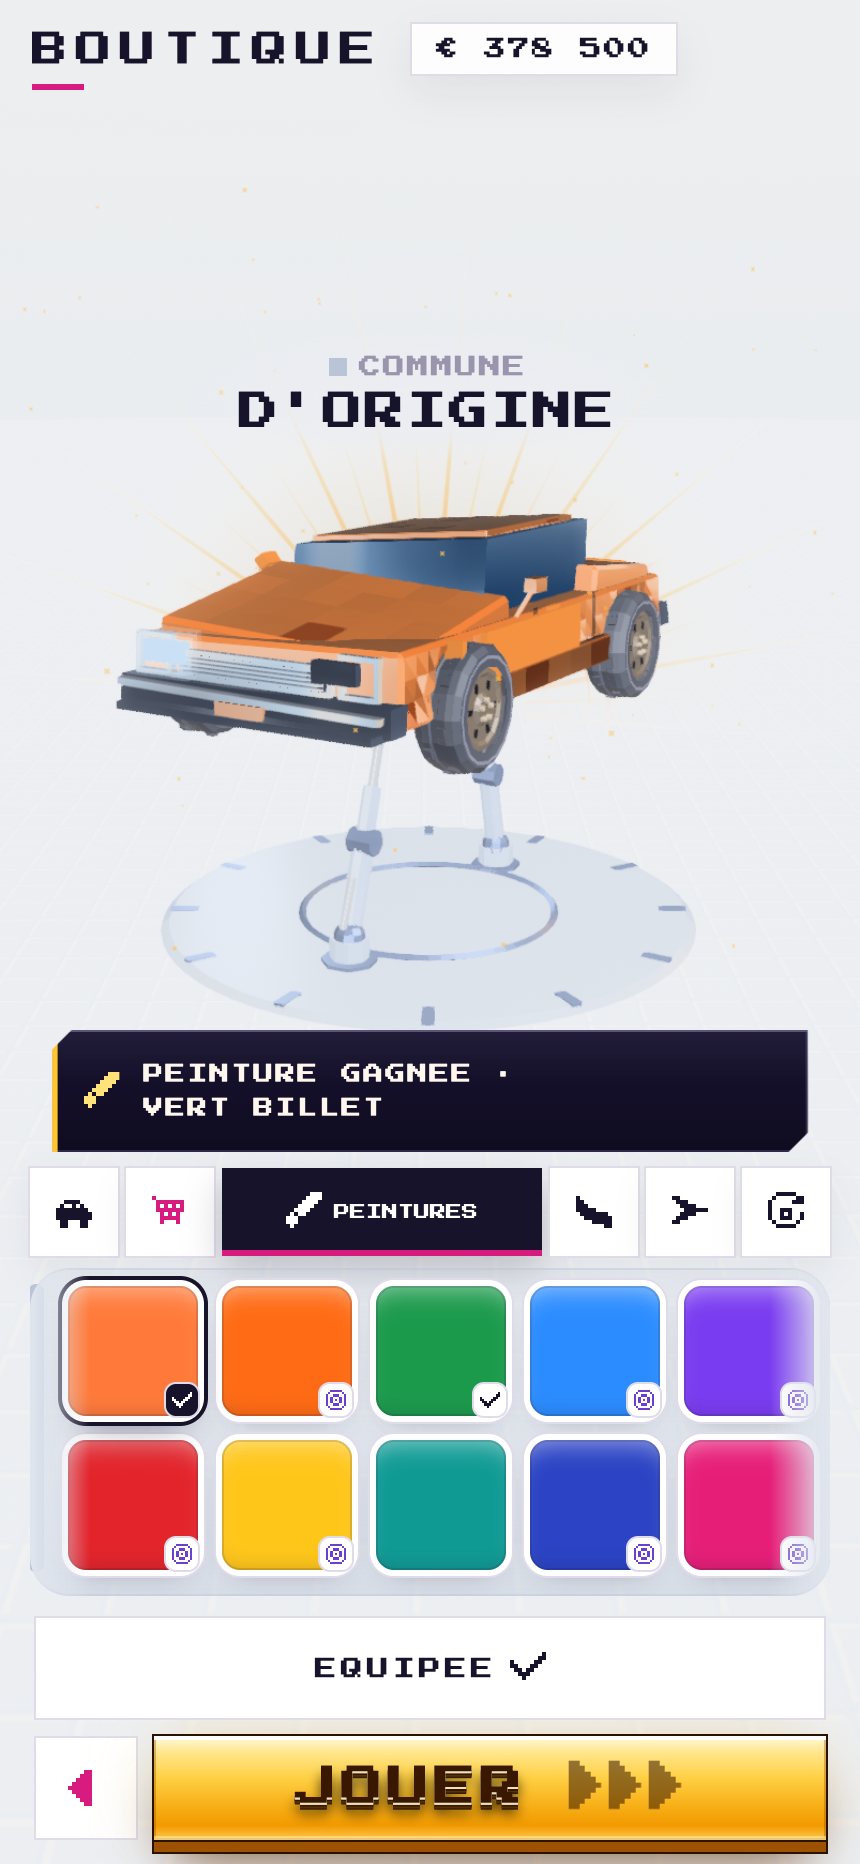 BOUTIQUE
€ 378 500
COMMUNE
D'ORIGINE
PEINTURE GAGNEE ·
VERT BILLET
PEINTURES
EQUIPEE
JOUER